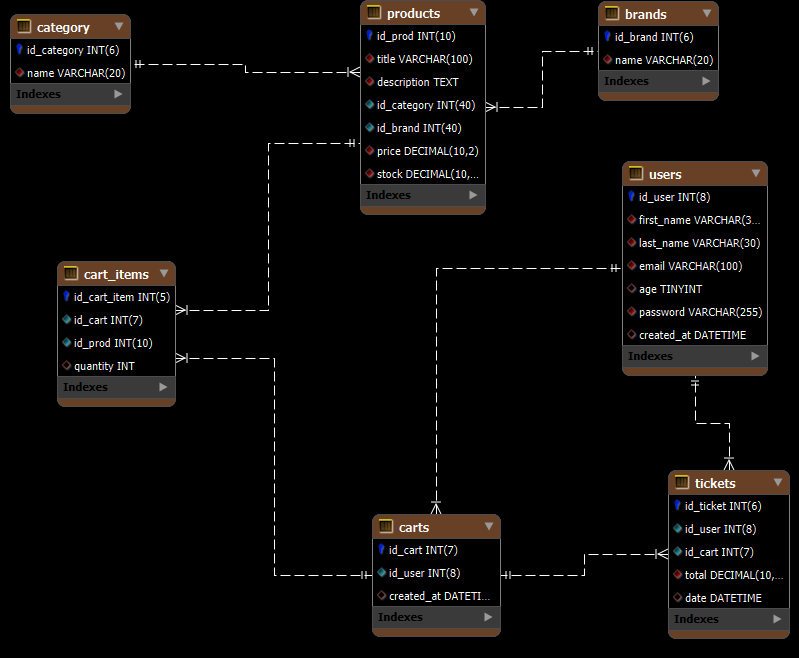 category
id_category INT(6)
name VARCHAR(20)
Indexes
products
id_prod INT(10)
title VARCHAR(100)
description TEXT
id_category INT(40)
id_brand INT(40)
price DECIMAL(10,2)
stock DECIMAL(10,...
Indexes
brands
id_brand INT(6)
name VARCHAR(20)
Indexes
users
id_user INT(8)
first_name VARCHAR(3...
last_name VARCHAR(30)
email VARCHAR(100)
age TINYINT
password VARCHAR(255)
created_at DATETIME
Indexes
cart_items
id_cart_item INT(5)
id_cart INT(7)
id_prod INT(10)
quantity INT
Indexes
carts
id_cart INT(7)
id_user INT(8)
created_at DATETI...
Indexes
tickets
id_ticket INT(6)
id_user INT(8)
id_cart INT(7)
total DECIMAL(10,...
date DATETIME
Indexes